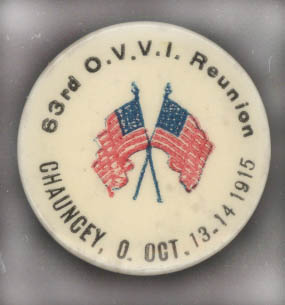 63rd O.V.V.I. Reunion
CHAUNCEY, O. OCT. 13-14 1915